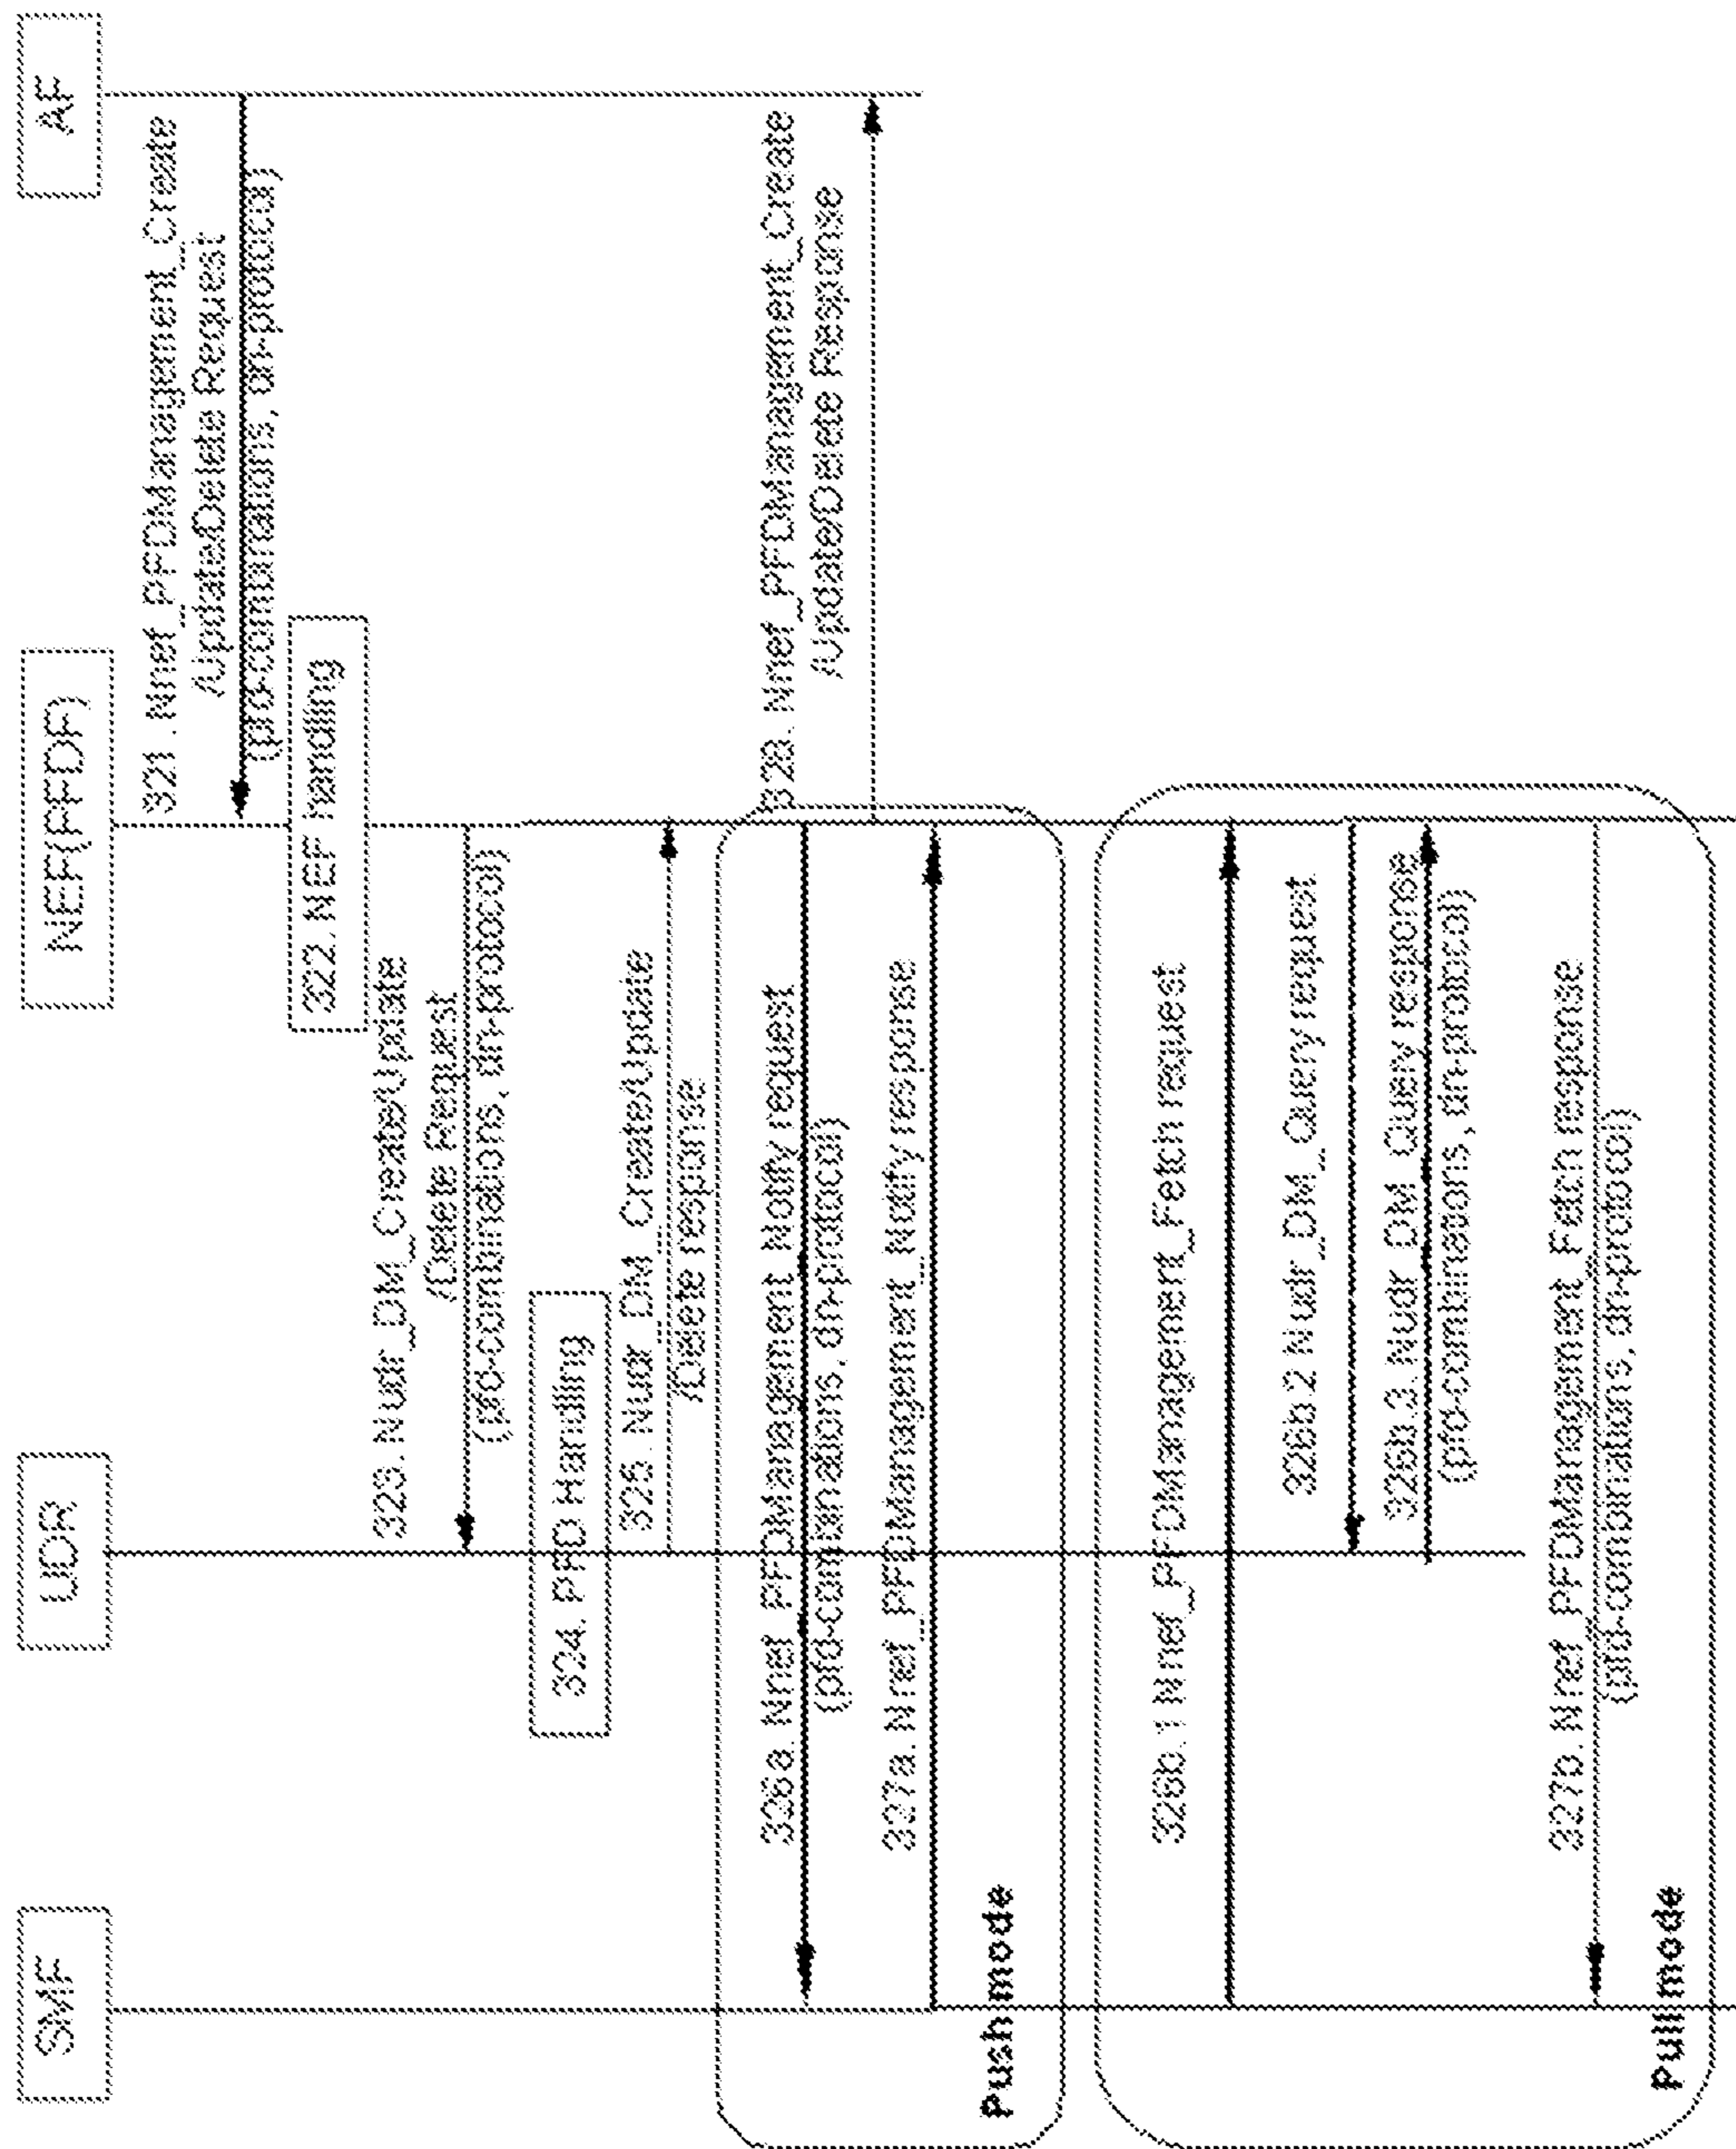 SMF
UDR
NEF(PFDF)
AF
321. Nnef_PFDManagement_Create
/Update/Delete Request
(pfd-combinations, dn-protocol)
322. NEF handling
323. Nudr_DM_Create/Update
/Delete Request
(pfd-combinations, dn-protocol)
324. PFD Handling
325. Nudr_DM_Create/Update
/Delete response
326a. Nnef_PFDManagement_Notify request
(pfd-combinations, dn-protocol)
328. Nnef_PFDManagement_Create
/Update/Delete Response
327a. Nnef_PFDManagement_Notify response
Push mode
326b.1 Nnef_PFDManagement_Fetch request
326b.2 Nudr_DM_Query request
326b.3. Nudr_DM_Query response
(pfd-combinations, dn-protocol)
327b. Nnef_PFDManagement_Fetch response
(pfd-combinations, dn-protocol)
Pull mode